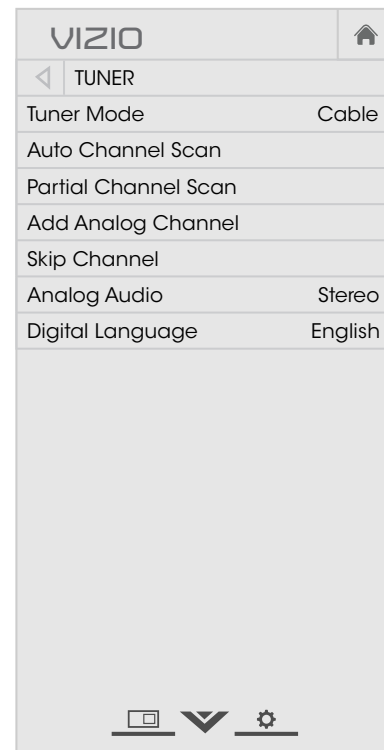 VIZIO
TUNER
Tuner Mode Cable
Auto Channel Scan
Partial Channel Scan
Add Analog Channel
Skip Channel
Analog Audio Stereo
Digital Language English